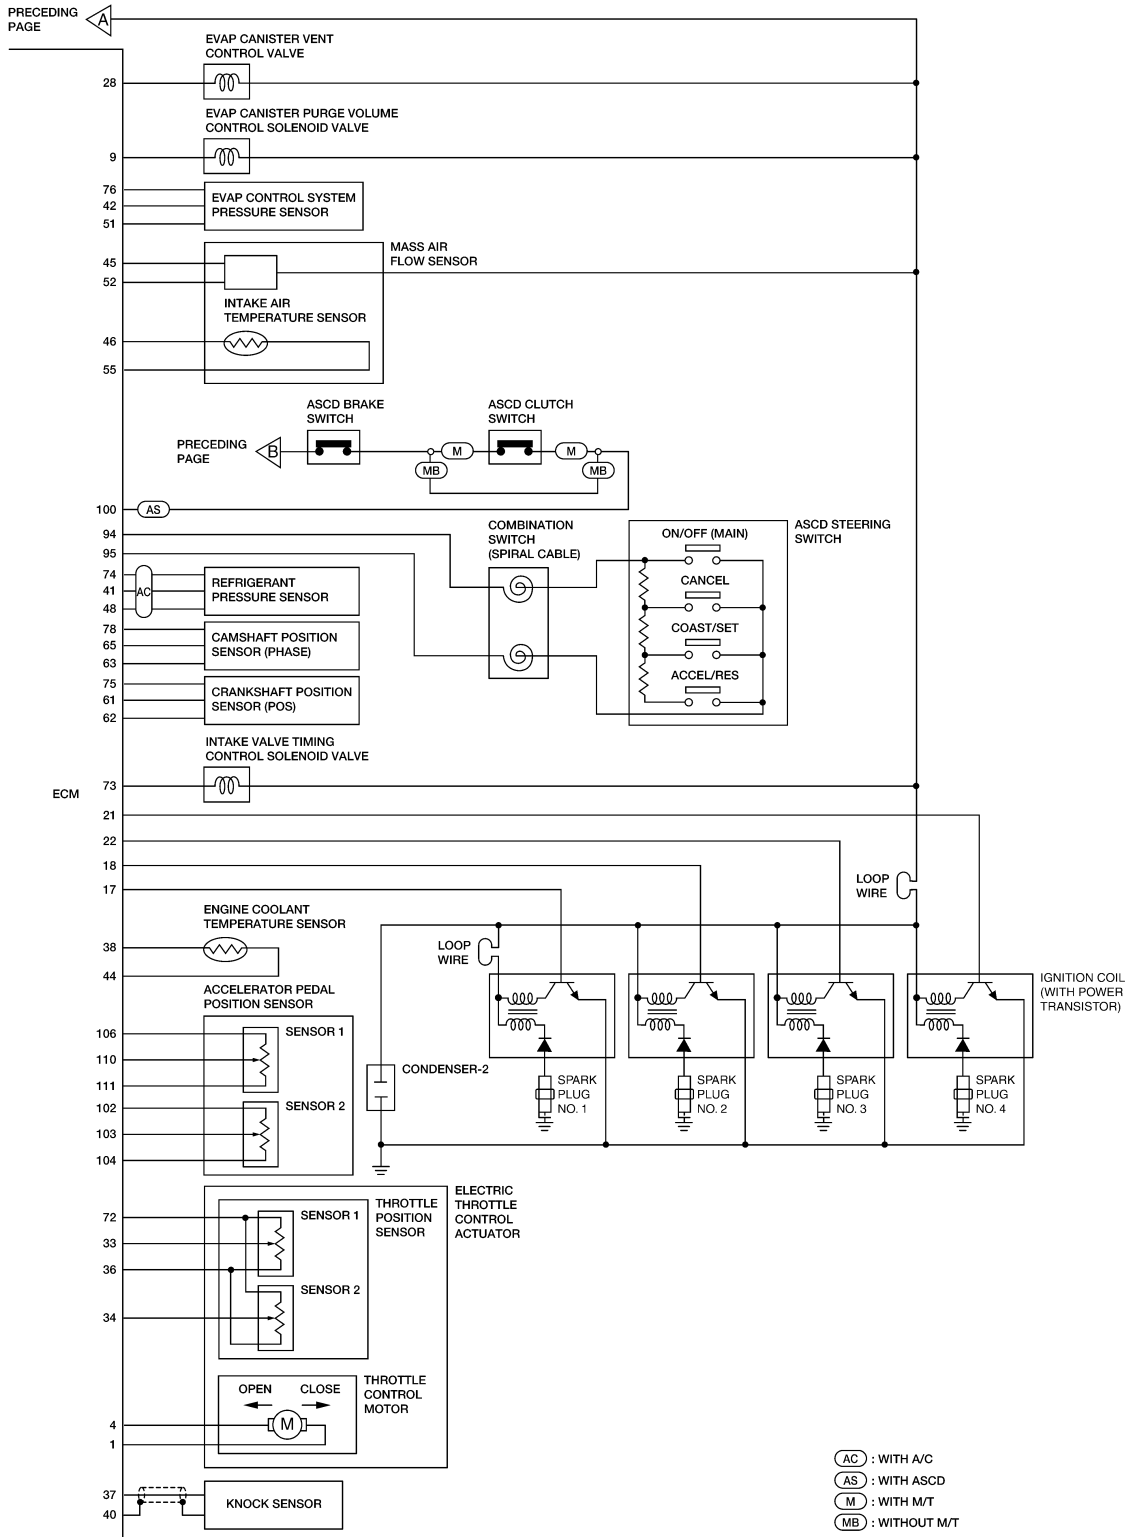 PRECEDING
PAGE
A
EVAP CANISTER VENT
CONTROL VALVE
28
EVAP CANISTER PURGE VOLUME
CONTROL SOLENOID VALVE
9
76
42
51
EVAP CONTROL SYSTEM
PRESSURE SENSOR
MASS AIR
FLOW SENSOR
45
52
INTAKE AIR
TEMPERATURE SENSOR
46
55
ASCD BRAKE
SWITCH
ASCD CLUTCH
SWITCH
PRECEDING
PAGE
B
M
M
MB
MB
100
AS
94
95
COMBINATION
SWITCH
(SPIRAL CABLE)
ASCD STEERING
SWITCH
ON/OFF (MAIN)
CANCEL
COAST/SET
ACCEL/RES
74
41
48
AC
REFRIGERANT
PRESSURE SENSOR
78
65
63
CAMSHAFT POSITION
SENSOR (PHASE)
75
61
62
CRANKSHAFT POSITION
SENSOR (POS)
INTAKE VALVE TIMING
CONTROL SOLENOID VALVE
73
ECM
21
22
18
17
LOOP
WIRE
ENGINE COOLANT
TEMPERATURE SENSOR
38
44
LOOP
WIRE
IGNITION COIL
(WITH POWER
TRANSISTOR)
ACCELERATOR PEDAL
POSITION SENSOR
106
110
111
SENSOR 1
102
103
104
SENSOR 2
CONDENSER-2
SPARK
PLUG
NO. 1
SPARK
PLUG
NO. 2
SPARK
PLUG
NO. 3
SPARK
PLUG
NO. 4
72
33
36
34
SENSOR 1
SENSOR 2
THROTTLE
POSITION
SENSOR
ELECTRIC
THROTTLE
CONTROL
ACTUATOR
THROTTLE
CONTROL
MOTOR
OPEN
CLOSE
M
4
1
37
40
KNOCK SENSOR
AC : WITH A/C
AS : WITH ASCD
M : WITH M/T
MB : WITHOUT M/T